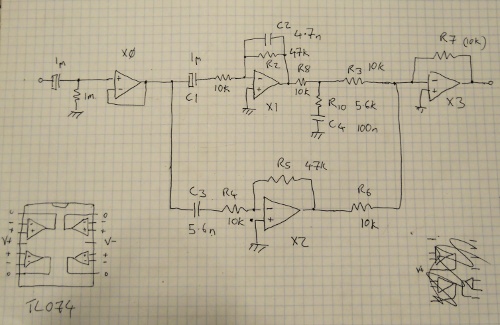 C2
4.7n
R7 (10k)
1μ
XØ
1μ
47k
R2
R8
R3 10k
1m
C1
10k
X1
10k
R10 5.6k
X3
C4 100n
R5 47k
C3
R4
R6
5.6n
10k
X2
10k
V+
V-
TL074